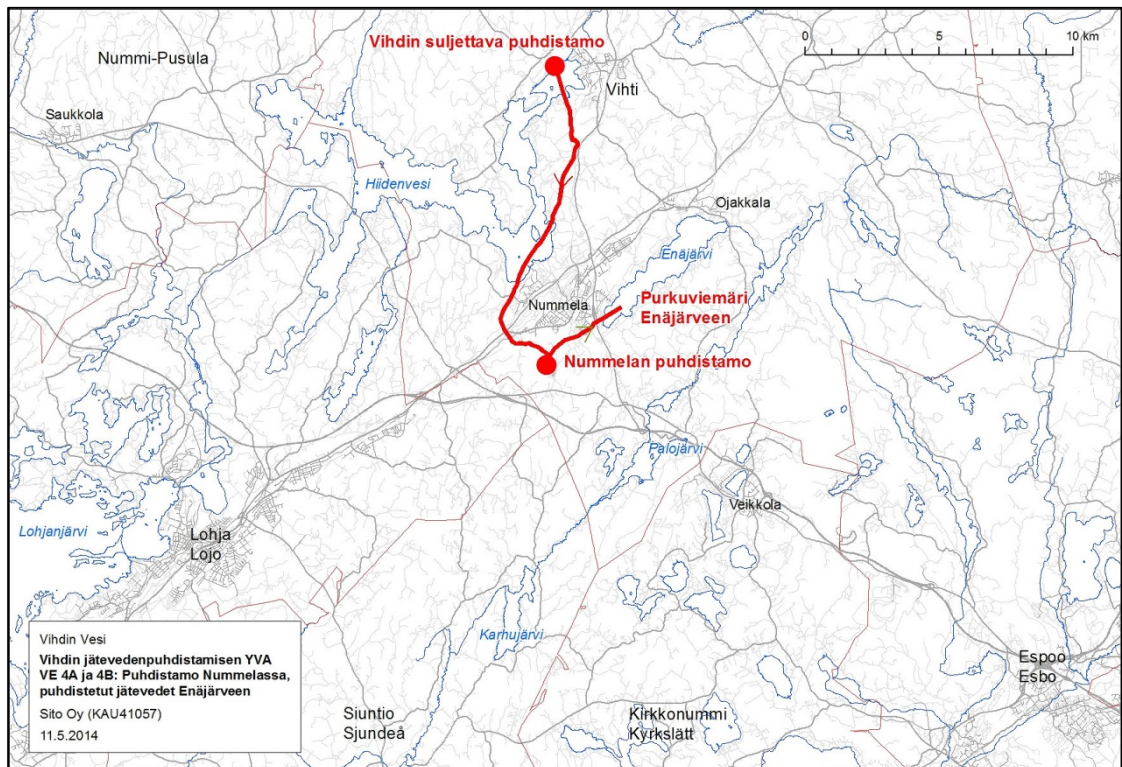 Vihdin suljettava puhdistamo
0 5 10 km
Nummi-Pusula
Vihti
Saukkola
Hiidenvesi
Ojakkala
Enäjärvi
Nummela
Purkuviemäri
Enäjärveen
Nummelan puhdistamo
Palojärvi
Veikkola
Lohjanjärvi
Lohja
Lojo
Karhujärvi
Espoo
Esbo
Siuntio
Sjundeå
Kirkkonummi
Kyrkslätt
Vihdin Vesi
Vihdin jätevedenpuhdistamisen YVA
VE 4A ja 4B: Puhdistamo Nummelassa,
puhdistetut jätevedet Enäjärveen
Sito Oy (KAU41057)
11.5.2014